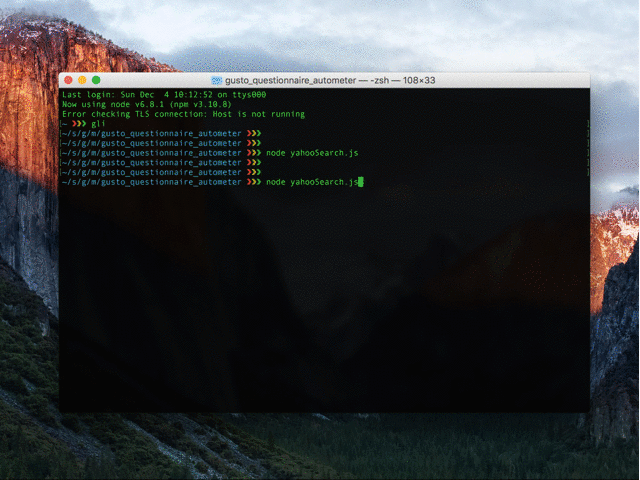 gusto_questionnaire_autometer — -zsh — 108×33
Last login: Sun Dec  4 10:12:52 on ttys000
Now using node v6.8.1 (npm v3.10.8)
Error checking TLS connection: Host is not running
~ ❯❯❯ gli
~/s/g/m/gusto_questionnaire_autometer ❯❯❯
~/s/g/m/gusto_questionnaire_autometer ❯❯❯
~/s/g/m/gusto_questionnaire_autometer ❯❯❯ node yahooSearch.js
~/s/g/m/gusto_questionnaire_autometer ❯❯❯
~/s/g/m/gusto_questionnaire_autometer ❯❯❯
~/s/g/m/gusto_questionnaire_autometer ❯❯❯ node yahooSearch.js